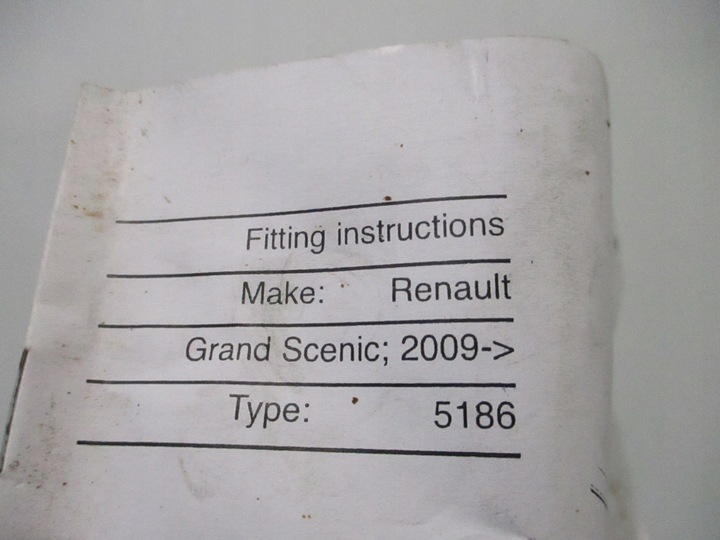 Fitting instructions
Make: Renault
Grand Scenic; 2009->
Type: 5186